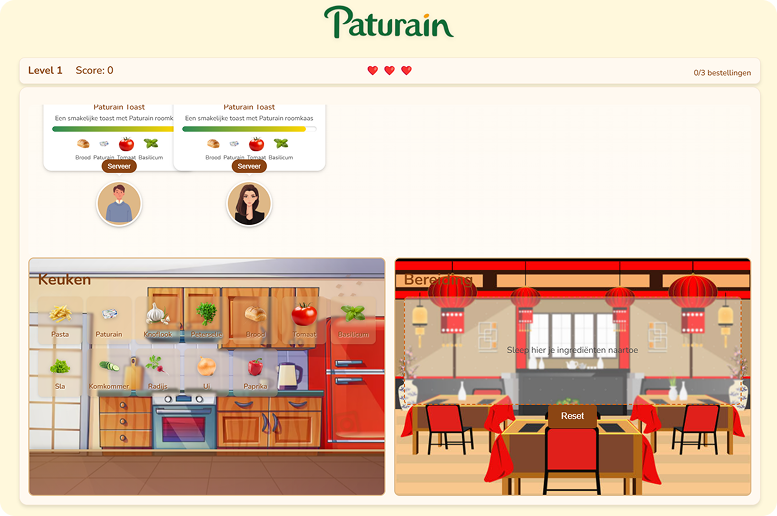 Paturain
Level 1 Score: 0
0/3 bestellingen
Paturain Toast
Paturain Toast
Een smakelijke toast met Paturain roomk
Een smakelijke toast met Paturain roomkaas
Brood Paturain Tomaat Basilicum
Brood Paturain Tomaat Basilicum
Serveer
Serveer
Keuken
Pasta Paturain Knoflook Peterselie Brood Tomaat Basilicum
Sla Komkommer Radijs Ui Paprika
Bereiding
Sleep hier je ingrediënten naartoe
Reset